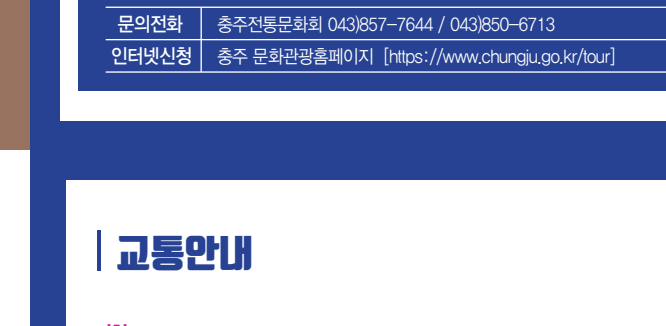 문의전화 충주전통문화회 043)857-7644 / 043)850-6713
인터넷신청 충주 문화관광홈페이지 [https://www.chungju.go.kr/tour]
교통안내